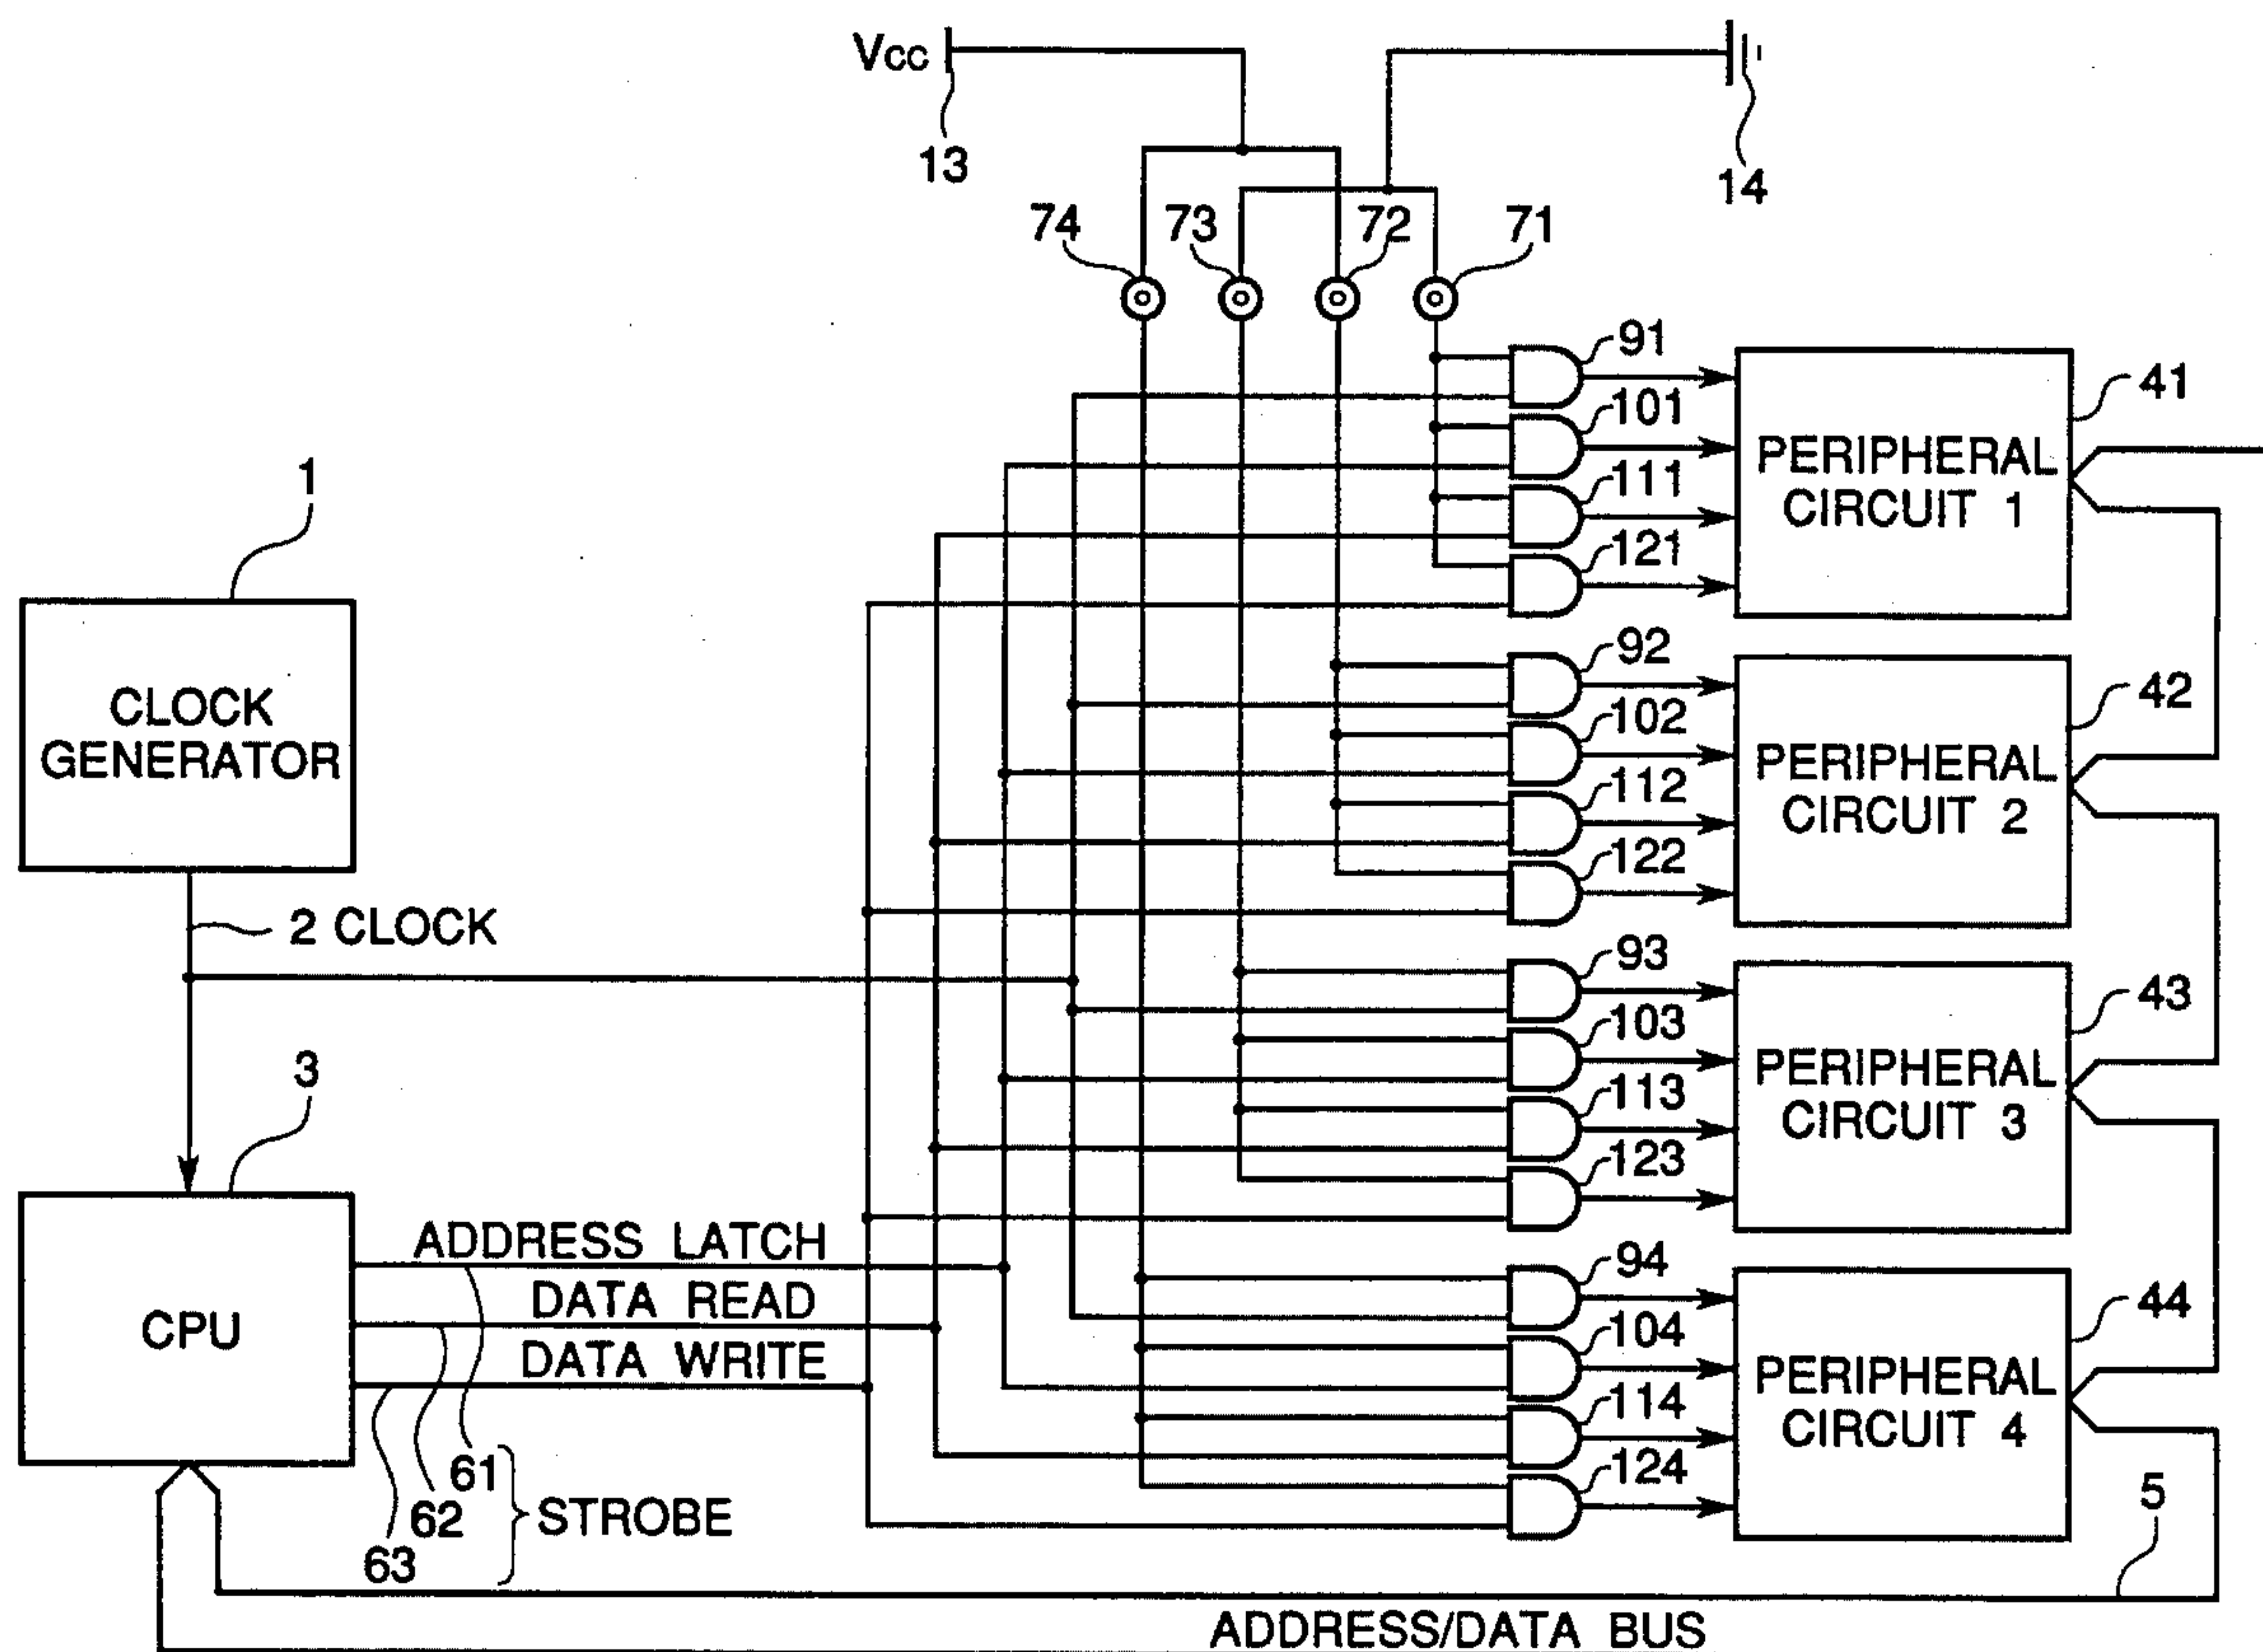 Vcc
13
14
74
73
72
71
91
101
111
121
41
PERIPHERAL
CIRCUIT 1
1
CLOCK
GENERATOR
2 CLOCK
92
102
112
122
42
PERIPHERAL
CIRCUIT 2
93
103
113
123
43
PERIPHERAL
CIRCUIT 3
3
CPU
ADDRESS LATCH
DATA READ
DATA WRITE
61
62
63
STROBE
94
104
114
124
44
PERIPHERAL
CIRCUIT 4
5
ADDRESS/DATA BUS